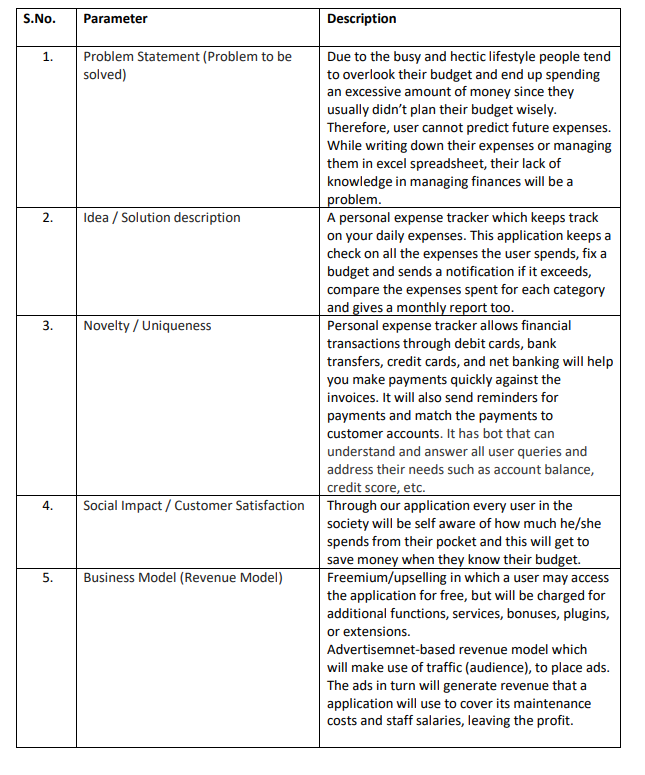 S.No. Parameter Description
1. Problem Statement (Problem to be
solved)
Due to the busy and hectic lifestyle people tend
to overlook their budget and end up spending
an excessive amount of money since they
usually didn’t plan their budget wisely.
Therefore, user cannot predict future expenses.
While writing down their expenses or managing
them in excel spreadsheet, their lack of
knowledge in managing finances will be a
problem.
2. Idea / Solution description
A personal expense tracker which keeps track
on your daily expenses. This application keeps a
check on all the expenses the user spends, fix a
budget and sends a notification if it exceeds,
compare the expenses spent for each category
and gives a monthly report too.
3. Novelty / Uniqueness
Personal expense tracker allows financial
transactions through debit cards, bank
transfers, credit cards, and net banking will help
you make payments quickly against the
invoices. It will also send reminders for
payments and match the payments to
customer accounts. It has bot that can
understand and answer all user queries and
address their needs such as account balance,
credit score, etc.
4. Social Impact / Customer Satisfaction
Through our application every user in the
society will be self aware of how much he/she
spends from their pocket and this will get to
save money when they know their budget.
5. Business Model (Revenue Model)
Freemium/upselling in which a user may access
the application for free, but will be charged for
additional functions, services, bonuses, plugins,
or extensions.
Advertisemnet-based revenue model which
will make use of traffic (audience), to place ads.
The ads in turn will generate revenue that a
application will use to cover its maintenance
costs and staff salaries, leaving the profit.